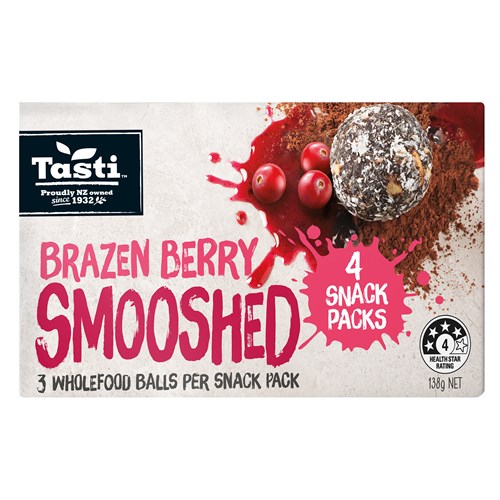 Tasti™
Proudly NZ owned
since 1932
BRAZEN BERRY
SMOOSHED
3 WHOLEFOOD BALLS PER SNACK PACK
4
SNACK
PACKS
4
HEALTH STAR
RATING
138g NET